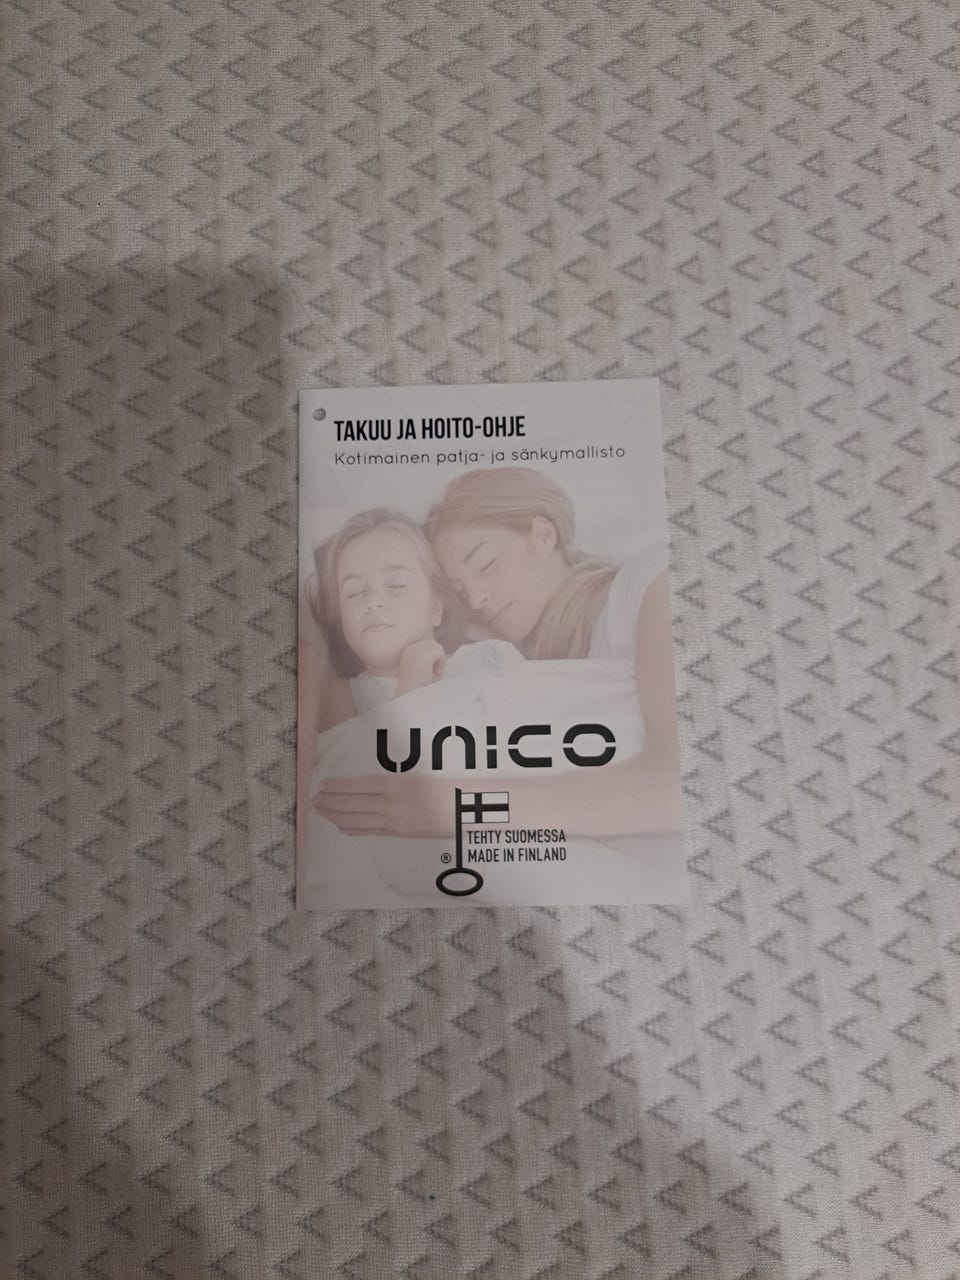 TAKUU JA HOITO-OHJE
Kotimainen patja- ja sänkymallisto
UNICO
TEHTY SUOMESSA
® MADE IN FINLAND